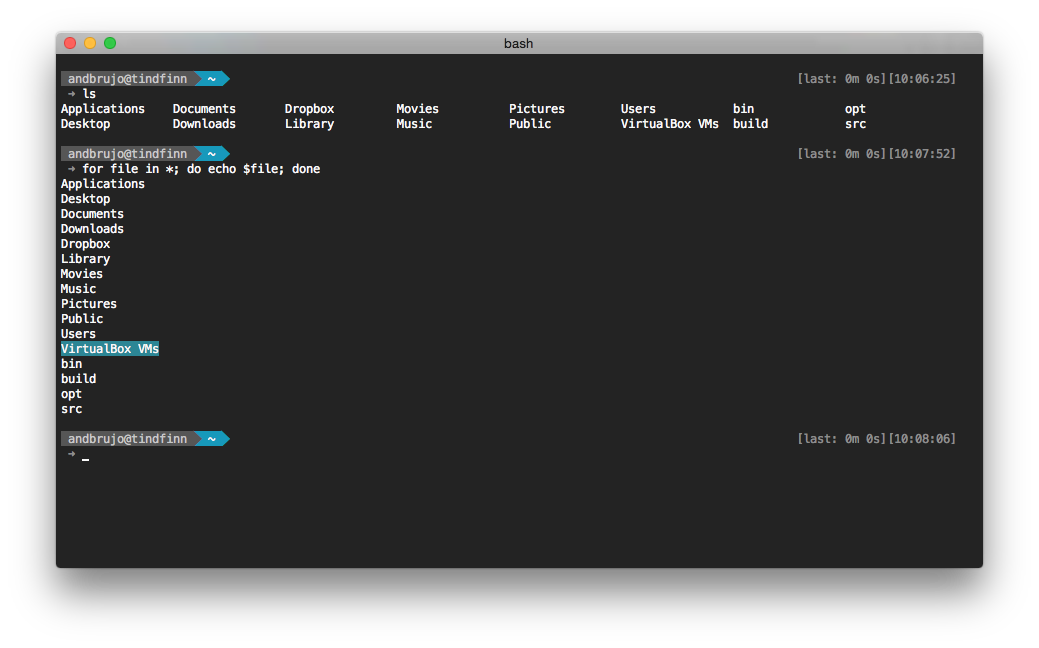 bash
andbrujo@tindfinn ~ [last: 0m 0s][10:06:25]
→ ls
Applications Documents Dropbox Movies Pictures Users bin opt
Desktop Downloads Library Music Public VirtualBox VMs build src
andbrujo@tindfinn ~ [last: 0m 0s][10:07:52]
→ for file in *; do echo $file; done
Applications
Desktop
Documents
Downloads
Dropbox
Library
Movies
Music
Pictures
Public
Users
VirtualBox VMs
bin
build
opt
src
andbrujo@tindfinn ~ [last: 0m 0s][10:08:06]
→ _